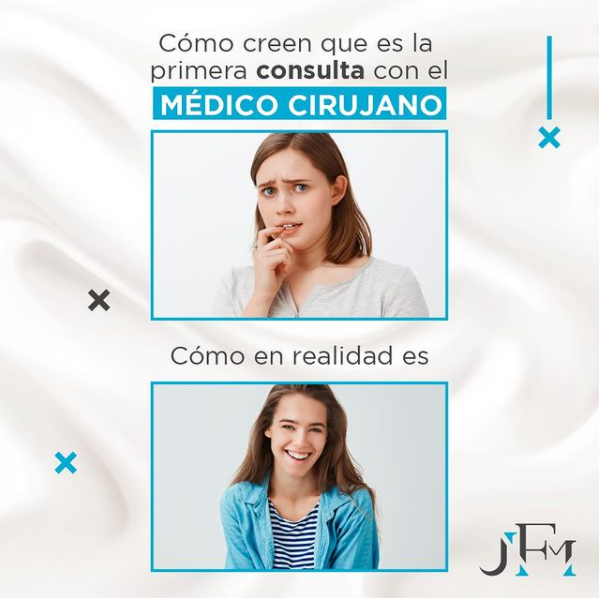 Cómo creen que es la
primera consulta con el
MÉDICO CIRUJANO
Cómo en realidad es
JFM